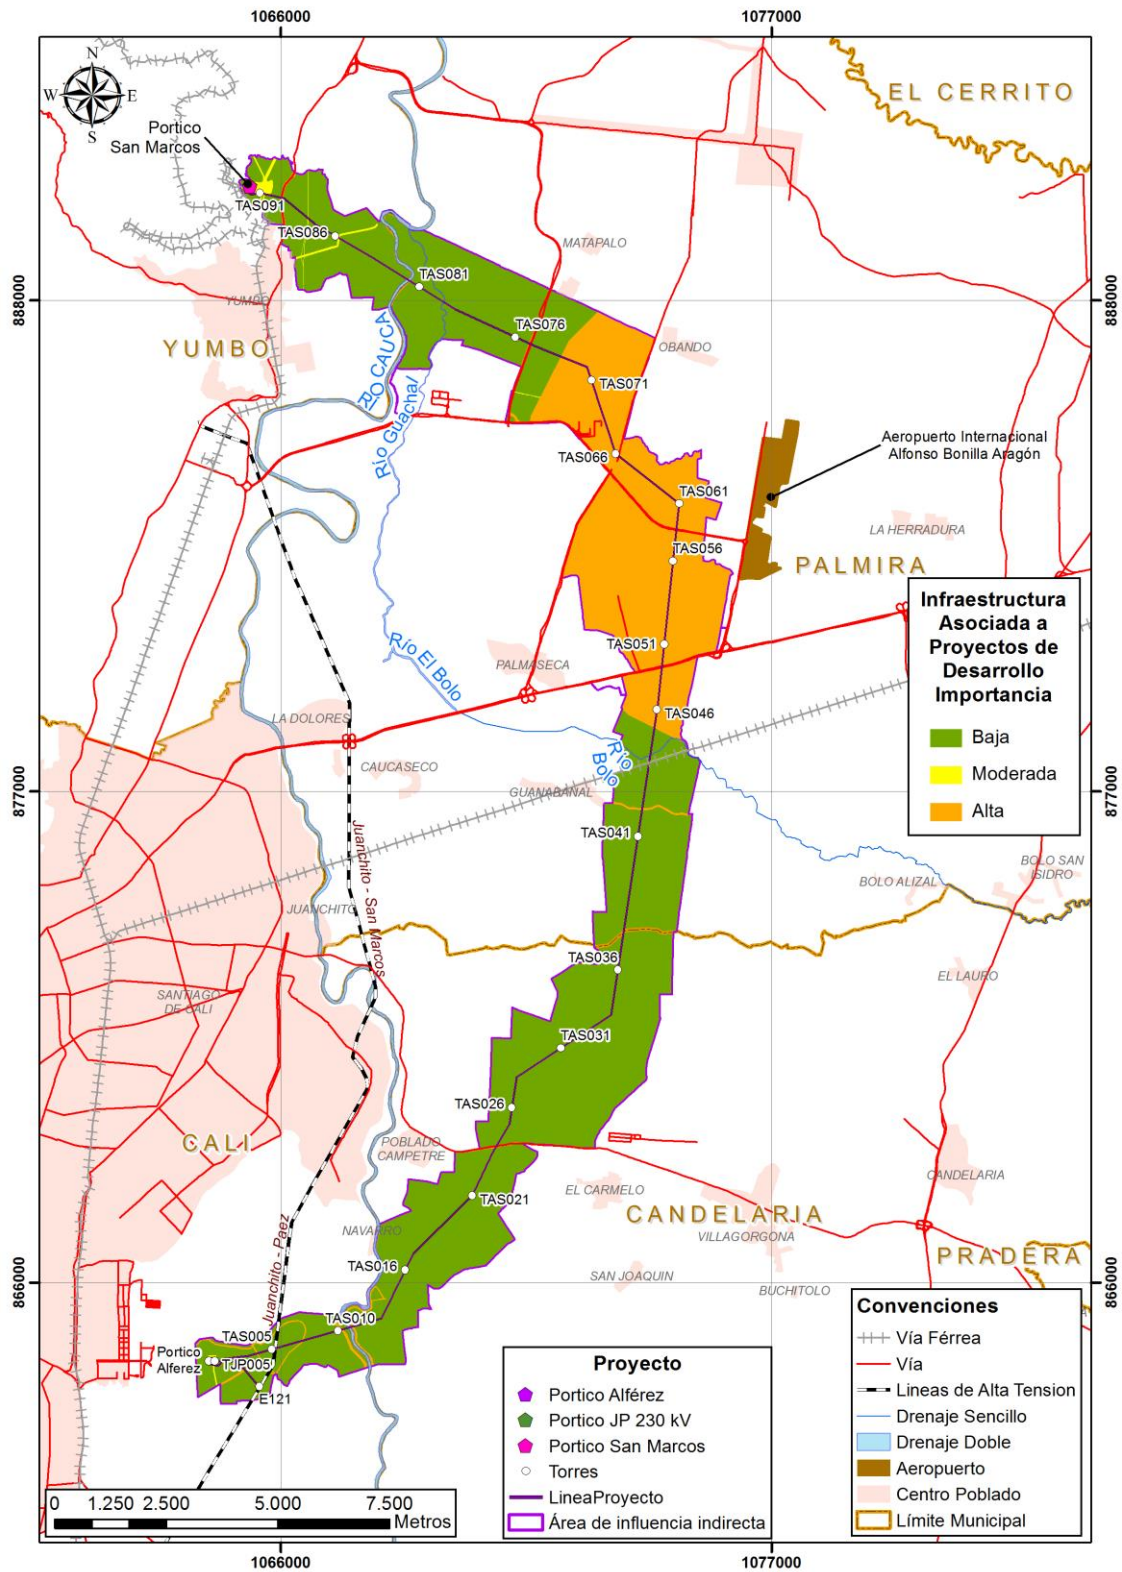 1066000
1077000
N
W
E
S
EL CERRITO
Portico
San Marcos
TAS091
TAS086
MATAPALO
TAS081
888000
888000
YUMBO
TAS076
YUMBO
RÍO CAUCA
OBANDO
TAS071
Río Guachal
Aeropuerto Internacional
Alfonso Bonilla Aragón
TAS066
TAS061
LA HERRADURA
TAS056
PALMIRA
Infraestructura
Asociada a
Proyectos de
Desarrollo
Importancia
Baja
Moderada
Alta
TAS051
Río El Bolo
PALMASECA
TAS046
LA DOLORES
Río
Bolo
CAUCASECO
GUANABANAL
877000
877000
TAS041
Juanchito - San Marcos
BOLO SAN
ISIDRO
BOLO ALIZAL
JUANCHITO
TAS036
EL LAURO
SANTIAGO
DE CALI
TAS031
TAS026
CALI
POBLADO
CAMPETRE
CANDELARIA
EL CARMELO
TAS021
CANDELARIA
NAVARRO
VILLAGORGONA
PRADERA
TAS016
SAN JOAQUIN
BUCHITOLO
866000
866000
Juanchito - Paez
TAS010
TAS005
Portico
Alferez
TJP005
E121
Proyecto
Portico Alférez
Portico JP 230 kV
Portico San Marcos
Torres
LineaProyecto
Área de influencia indirecta
Convenciones
Vía Férrea
Vía
Lineas de Alta Tension
Drenaje Sencillo
Drenaje Doble
Aeropuerto
Centro Poblado
Límite Municipal
0 1.250 2.500 5.000 7.500
Metros
1066000
1077000